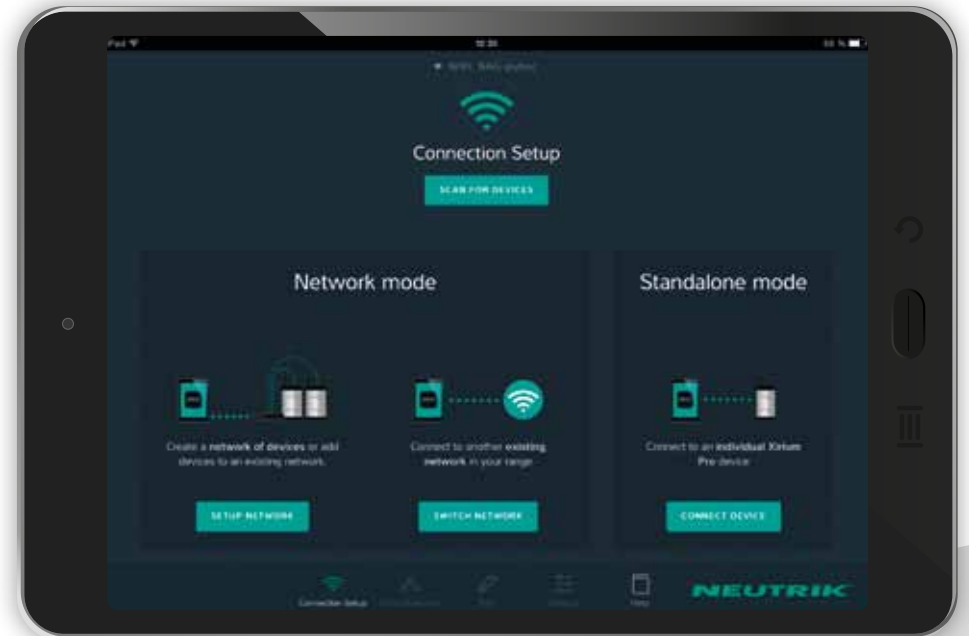 iPad
Connection Setup
SCAN FOR DEVICES
Network mode
Standalone mode
Create a network of devices or add
devices to an existing network.
Connect to another existing
network in your range
Connect to an individual Xirium
Pro device
SETUP NETWORK
SWITCH NETWORK
CONNECT DEVICE
Connection Setup
Help
NEUTRIK